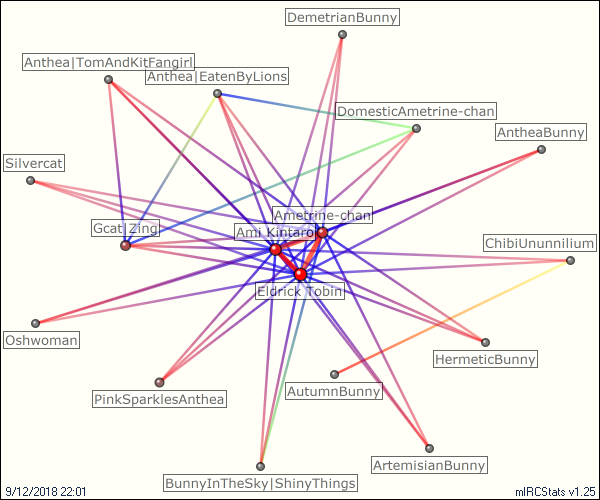 DemetrianBunny
Anthea|TomAndKitFangirl
Anthea|EatenByLions
DomesticAmetrine-chan
AntheaBunny
Silvercat
Ametrine-chan
Gcat|Zing
Ami Kintaro
ChibiUnunnilium
Eldrick Tobin
Oshwoman
HermeticBunny
AutumnBunny
PinkSparklesAnthea
ArtemisianBunny
BunnyInTheSky|ShinyThings
9/12/2018 22:01
mIRCStats v1.25